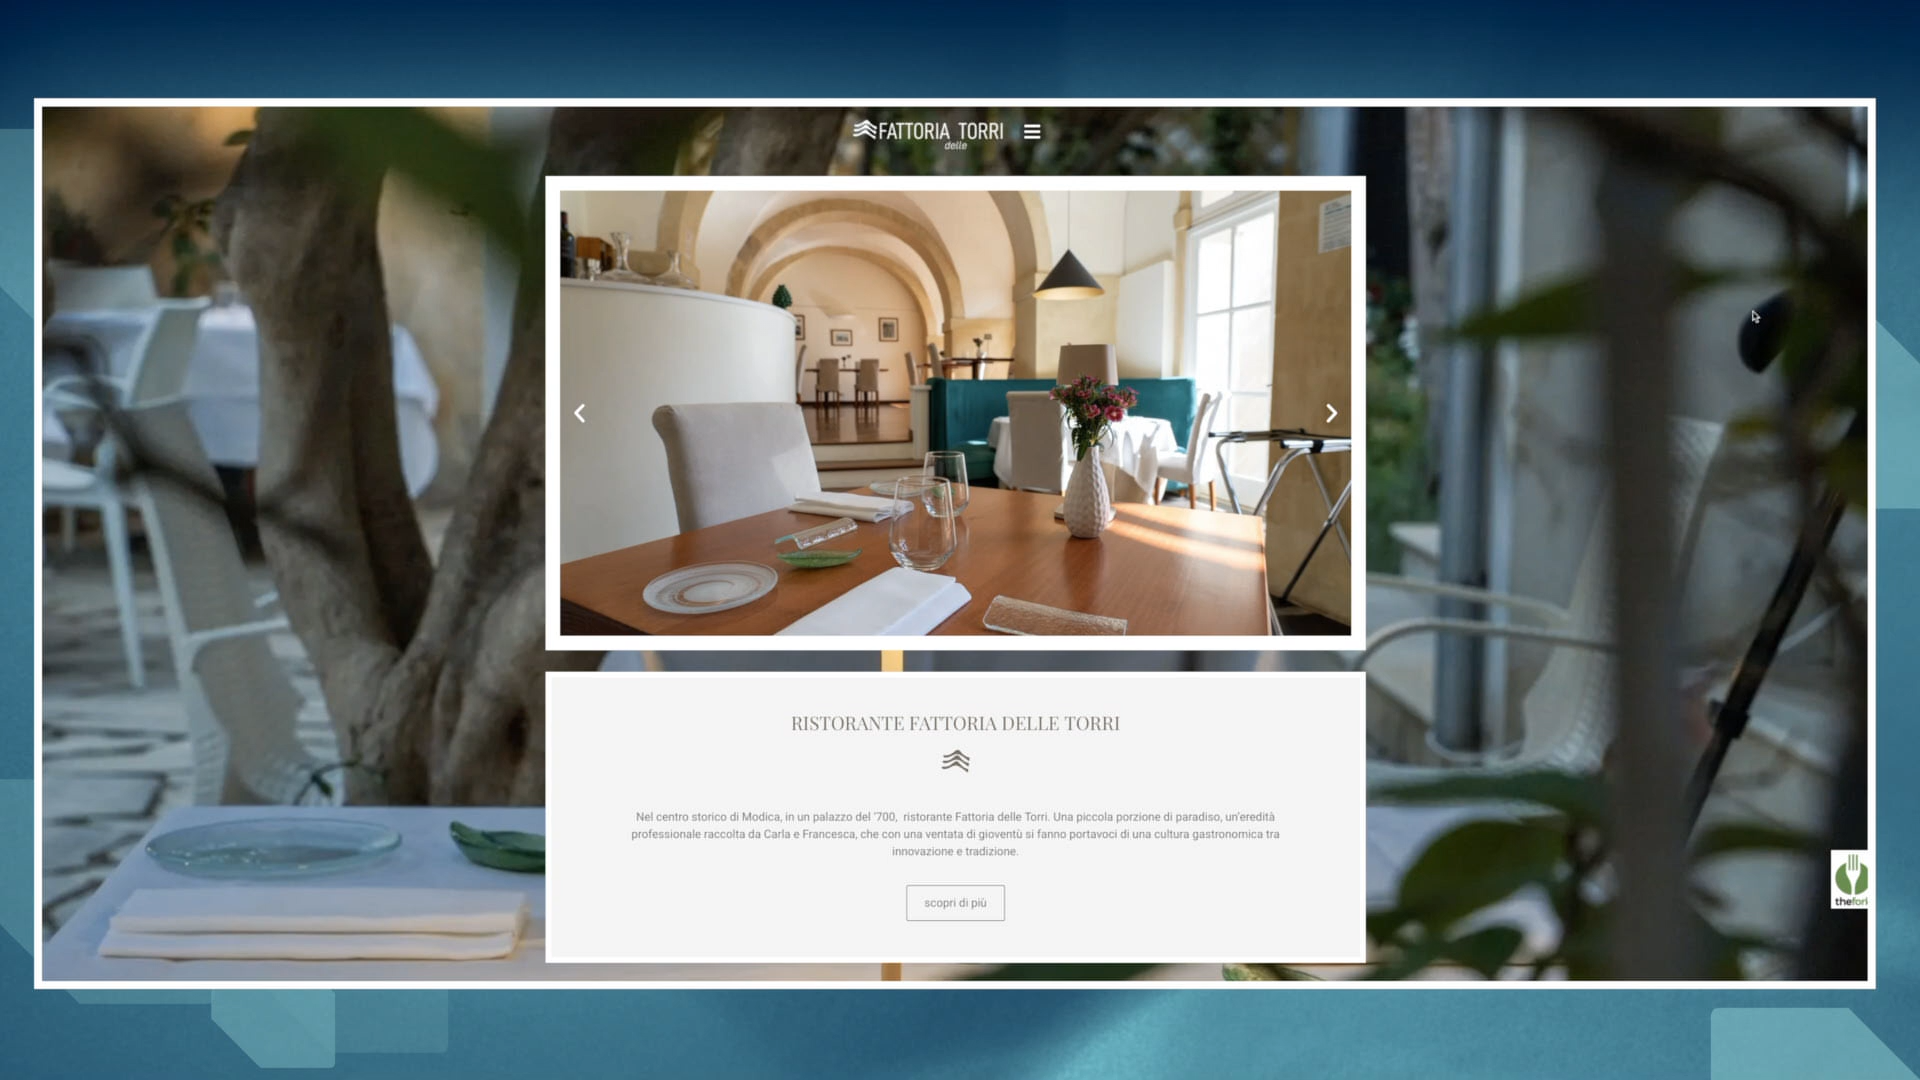 FATTORIA TORRI
delle
RISTORANTE FATTORIA DELLE TORRI
Nel centro storico di Modica, in un palazzo del '700, ristorante Fattoria delle Torri. Una piccola porzione di paradiso, un'eredità
professionale raccolta da Carla e Francesca, che con una ventata di gioventù si fanno portavoci di una cultura gastronomica tra
innovazione e tradizione.
scopri di più
thefork